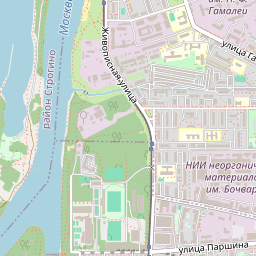 им. Н. Ф.
Гамалеи
Москва
Живописная улица
улица Га
район Строгино
НИИ неорганич
материало
им. Бочвар
улица Паршина